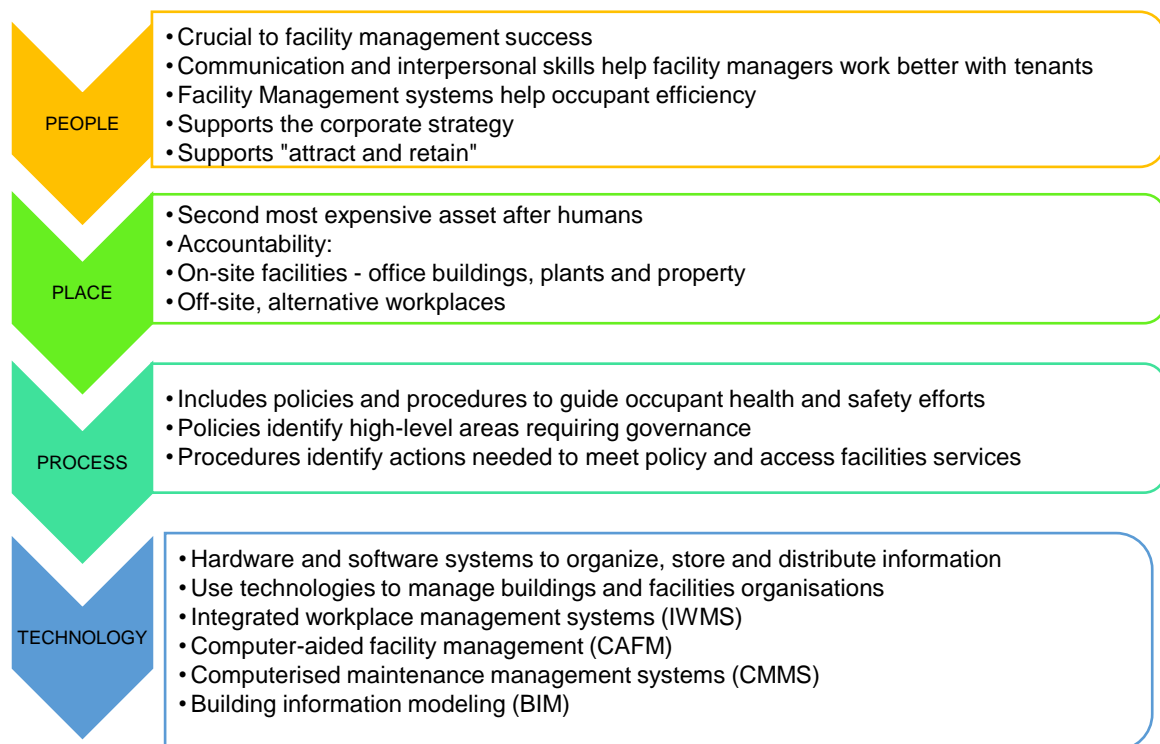 PEOPLE
•Crucial to facility management success
•Communication and interpersonal skills help facility managers work better with tenants
•Facility Management systems help occupant efficiency
•Supports the corporate strategy
•Supports "attract and retain"
PLACE
•Second most expensive asset after humans
•Accountability:
•On-site facilities - office buildings, plants and property
•Off-site, alternative workplaces
PROCESS
•Includes policies and procedures to guide occupant health and safety efforts
•Policies identify high-level areas requiring governance
•Procedures identify actions needed to meet policy and access facilities services
TECHNOLOGY
•Hardware and software systems to organize, store and distribute information
•Use technologies to manage buildings and facilities organisations
•Integrated workplace management systems (IWMS)
•Computer-aided facility management (CAFM)
•Computerised maintenance management systems (CMMS)
•Building information modeling (BIM)